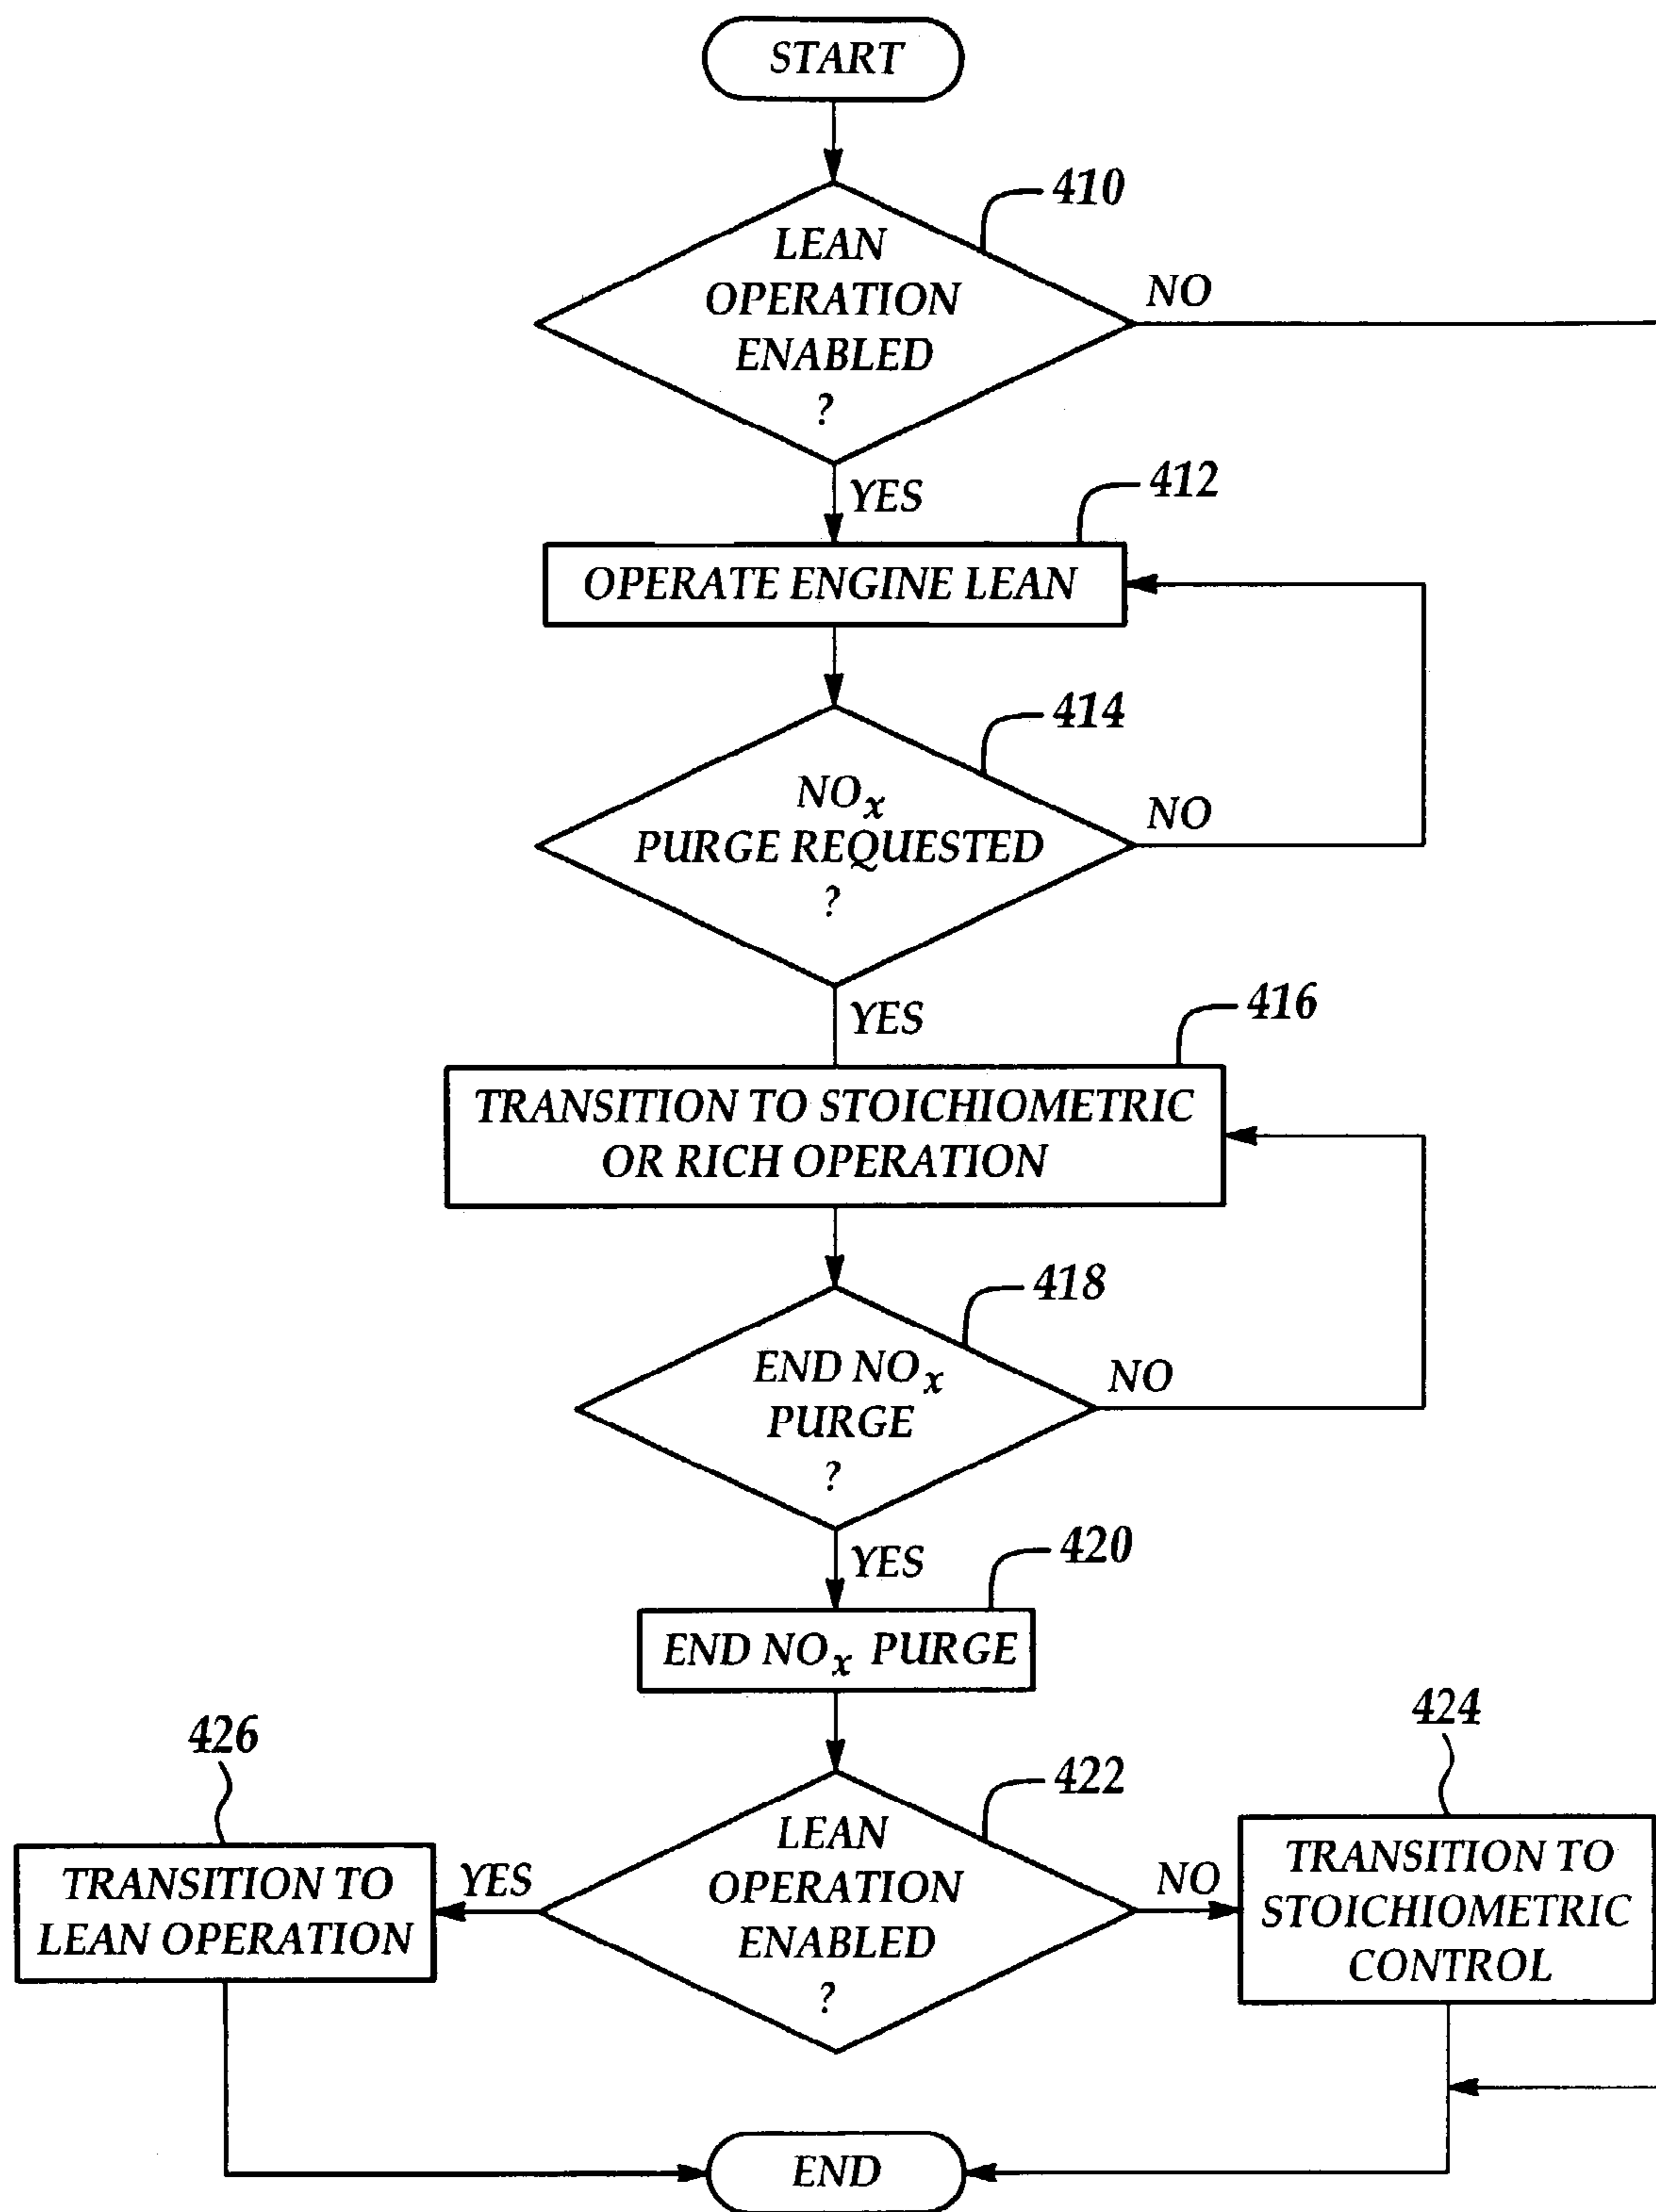 START
410
LEAN
OPERATION
ENABLED
?
NO
YES
412
OPERATE ENGINE LEAN
414
NOx
PURGE REQUESTED
?
NO
YES
416
TRANSITION TO STOICHIOMETRIC
OR RICH OPERATION
418
END NOx
PURGE
?
NO
YES
420
END NOx PURGE
426
TRANSITION TO
LEAN OPERATION
YES
422
LEAN
OPERATION
ENABLED
?
NO
424
TRANSITION TO
STOICHIOMETRIC
CONTROL
END